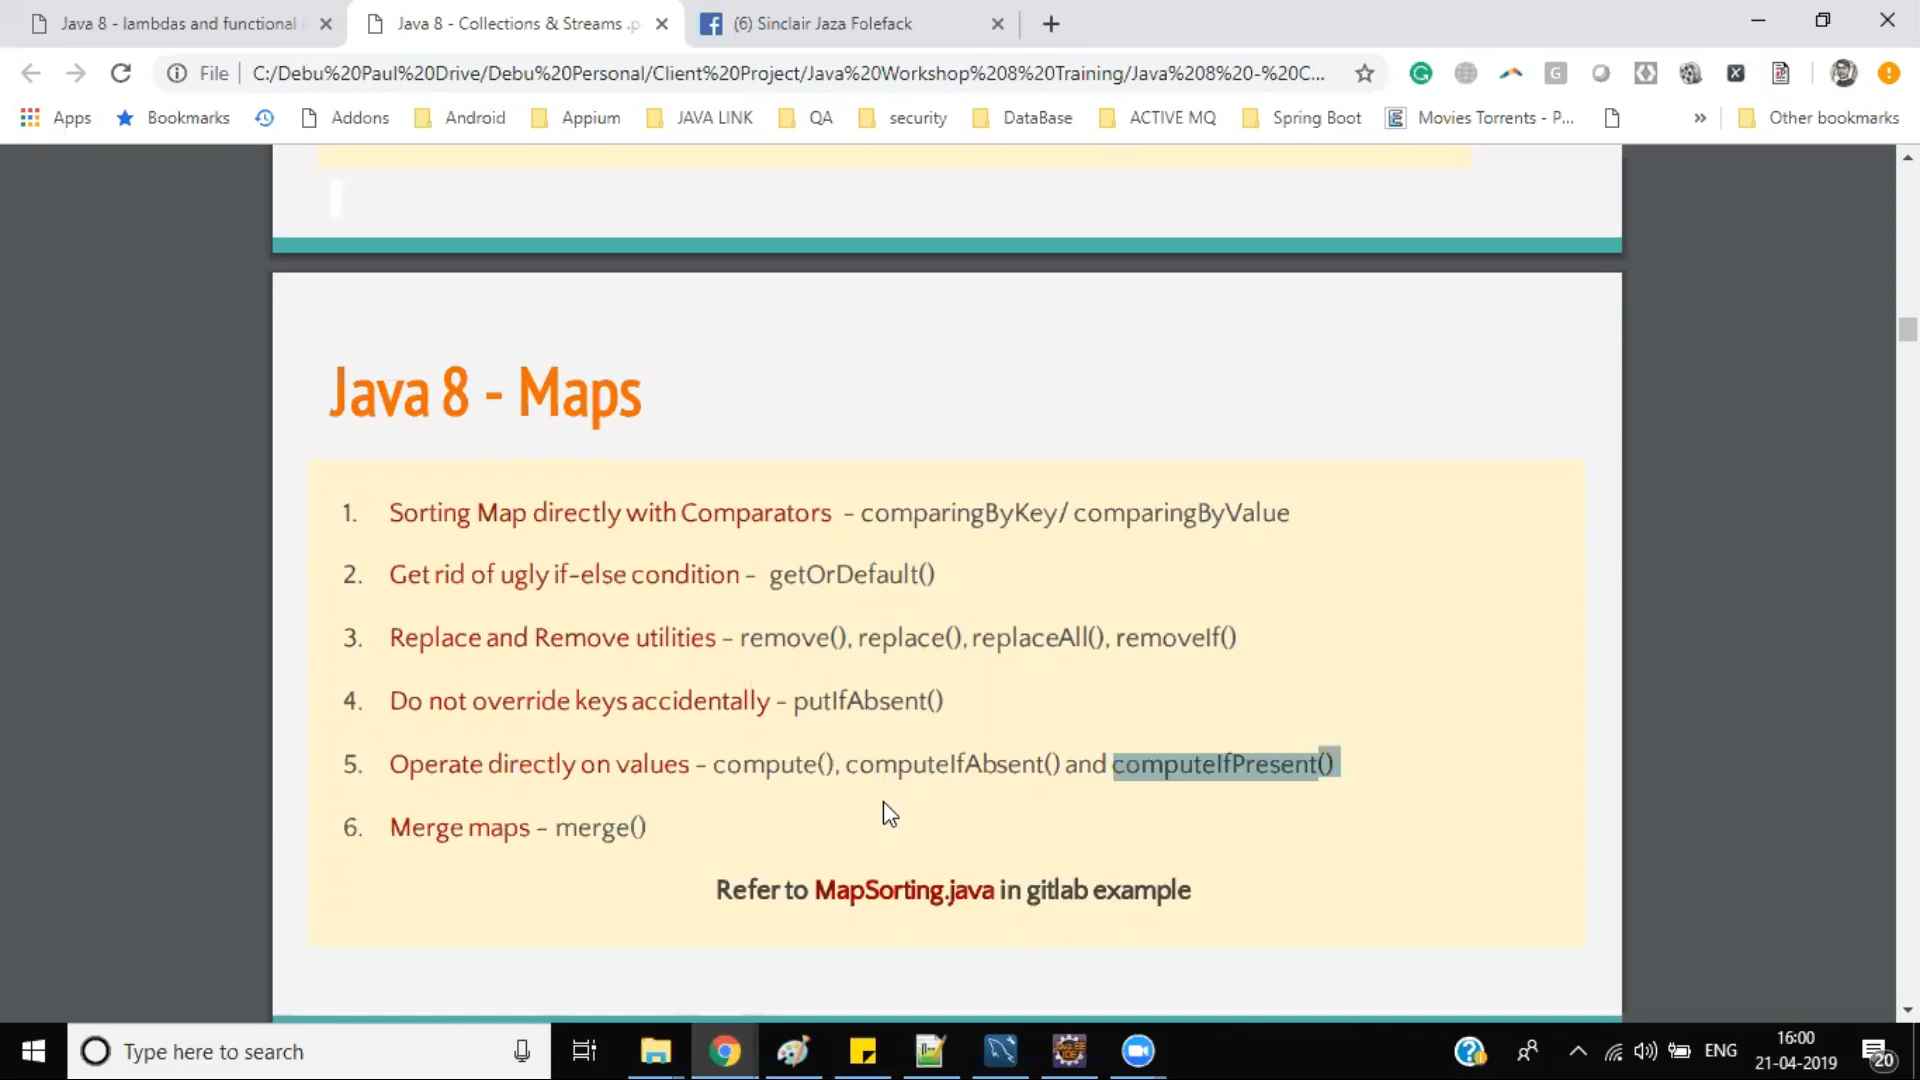 Java 8 - lambdas and functional i
Java 8 - Collections & Streams .p
(6) Sinclair Jaza Folefack
File
C:/Debu%20Paul%20Drive/Debu%20Personal/Client%20Project/Java%20Workshop%208%20Training/Java%208%20-%20C...
Apps
Bookmarks
Addons
Android
Appium
JAVA LINK
QA
security
DataBase
ACTIVE MQ
Spring Boot
Movies Torrents - P...
»
Other bookmarks
Java 8 - Maps
1. Sorting Map directly with Comparators - comparingByKey/ comparingByValue
2. Get rid of ugly if-else condition - getOrDefault()
3. Replace and Remove utilities - remove(), replace(), replaceAll(), removeIf()
4. Do not override keys accidentally - putIfAbsent()
5. Operate directly on values - compute(), computeIfAbsent() and computeIfPresent()
6. Merge maps - merge()
Refer to MapSorting.java in gitlab example
Type here to search
ENG
16:00
21-04-2019
20